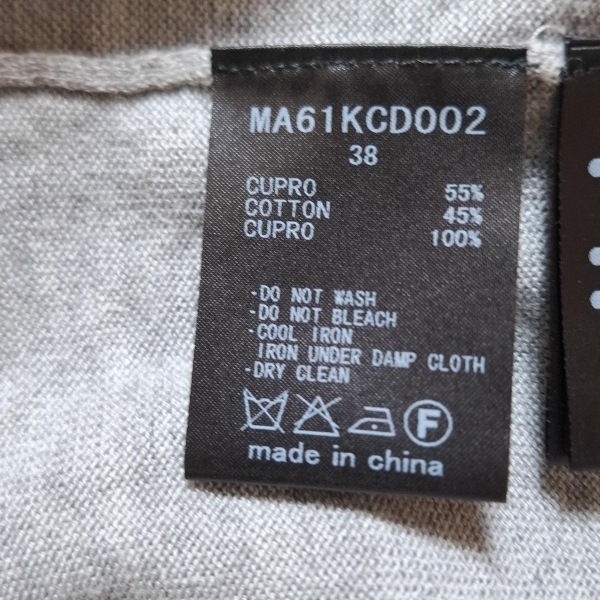 MA61KCD002
38
CUPRO 55%
COTTON 45%
CUPRO 100%
-DO NOT WASH
-DO NOT BLEACH
-COOL IRON
IRON UNDER DAMP CLOTH
-DRY CLEAN
F
made in china